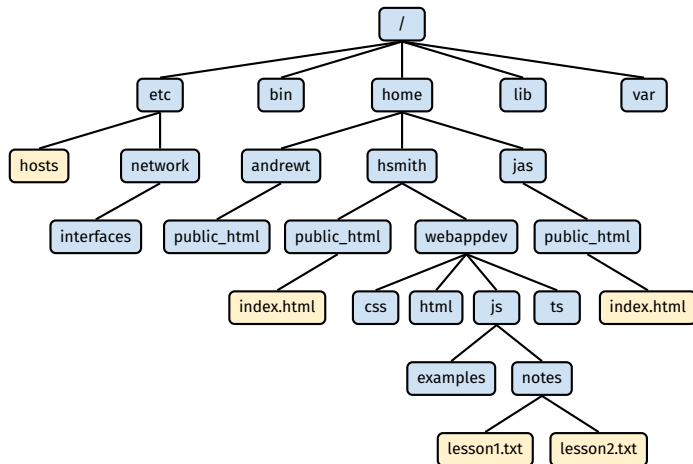 /
etc
bin
home
lib
var
hosts
network
andrewt
hsmith
jas
interfaces
public_html
public_html
webappdev
public_html
index.html
css
html
js
ts
index.html
examples
notes
lesson1.txt
lesson2.txt